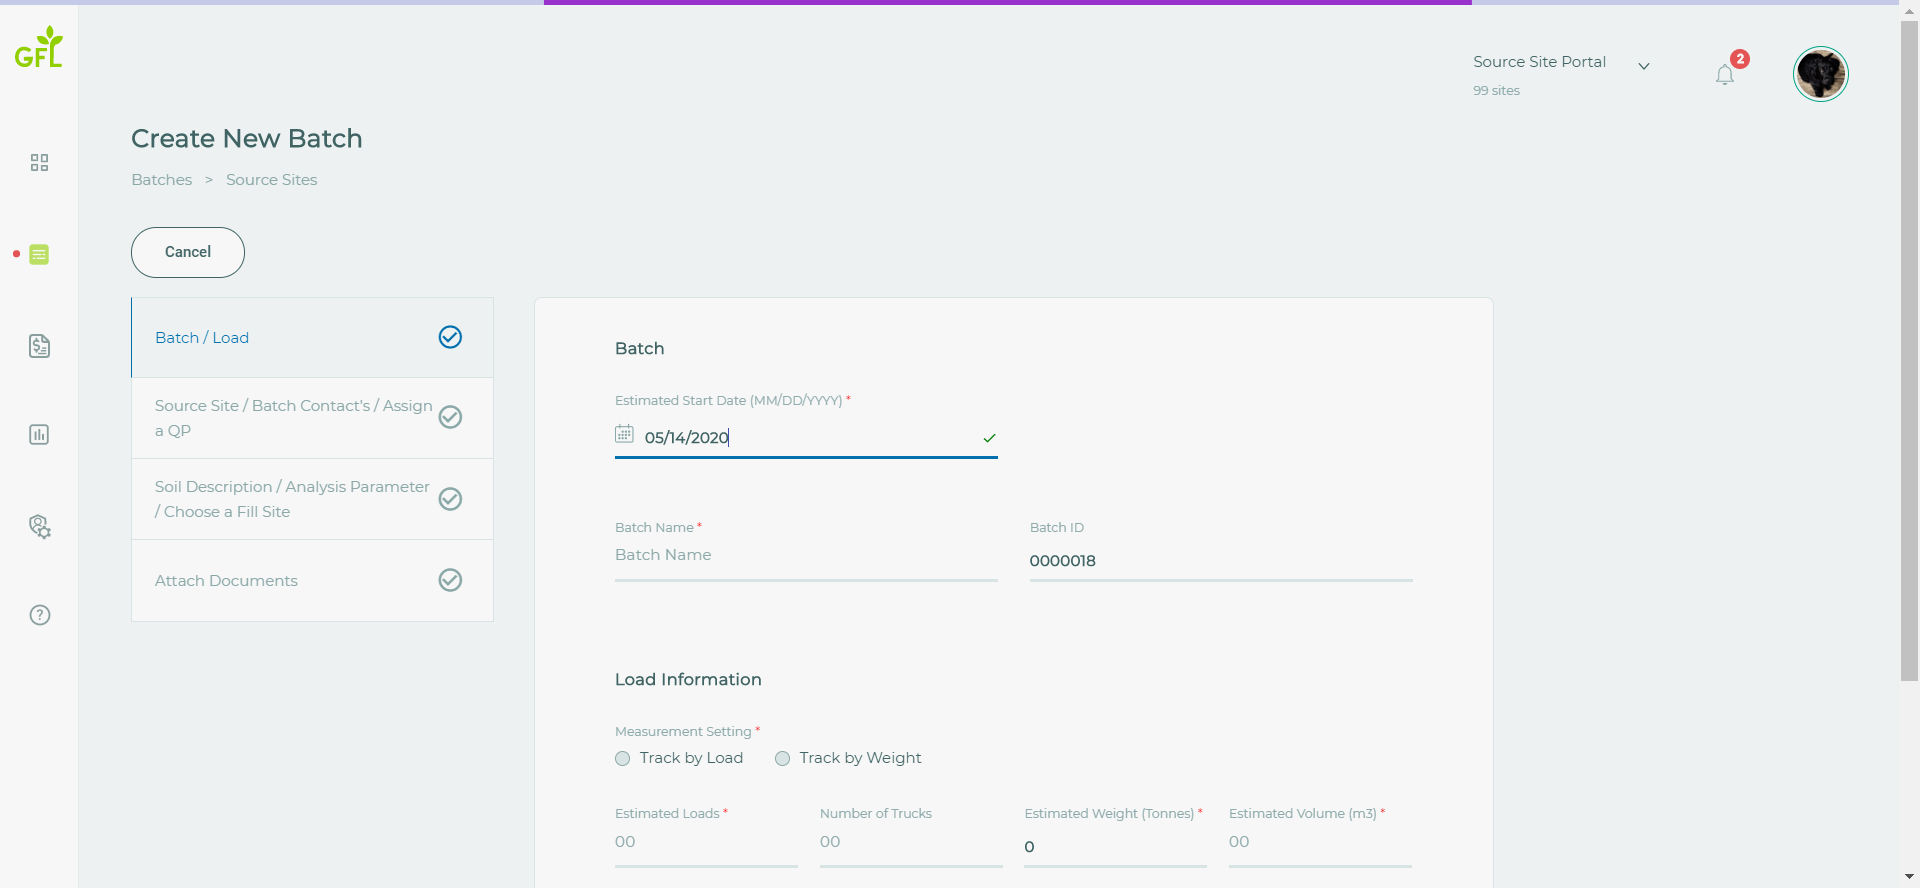 GFL
Source Site Portal
99 sites
2
Create New Batch
Batches > Source Sites
Cancel
Batch / Load
Source Site / Batch Contact's / Assign
a QP
Soil Description / Analysis Parameter
/ Choose a Fill Site
Attach Documents
Batch
Estimated Start Date (MM/DD/YYYY) *
05/14/2020
Batch Name *
Batch Name
Batch ID
0000018
Load Information
Measurement Setting *
Track by Load
Track by Weight
Estimated Loads *
00
Number of Trucks
00
Estimated Weight (Tonnes) *
0
Estimated Volume (m3) *
00